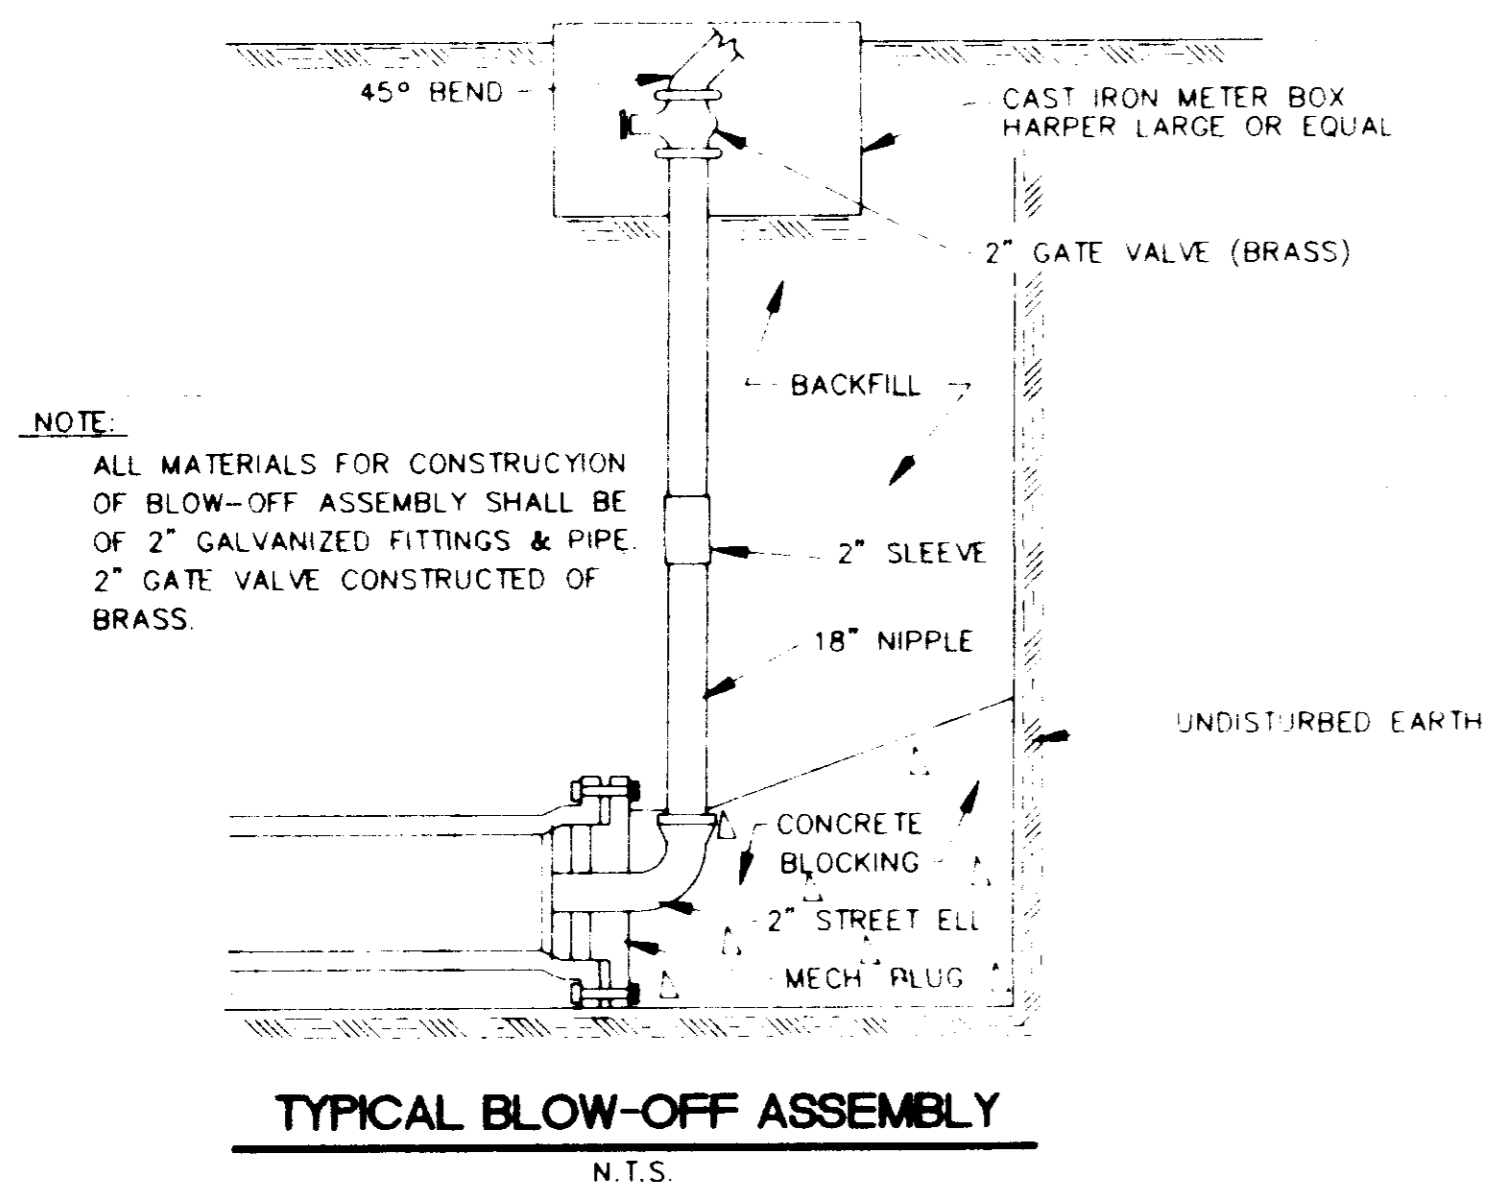 45° BEND
CAST IRON METER BOX
HARPER LARGE OR EQUAL
2" GATE VALVE (BRASS)
BACKFILL
NOTE:
ALL MATERIALS FOR CONSTRUCYION
OF BLOW-OFF ASSEMBLY SHALL BE
OF 2" GALVANIZED FITTINGS & PIPE.
2" GATE VALVE CONSTRUCTED OF
BRASS.
2" SLEEVE
18" NIPPLE
UNDISTURBED EARTH
CONCRETE
BLOCKING
2" STREET ELL
MECH PLUG
TYPICAL BLOW-OFF ASSEMBLY
N.T.S.